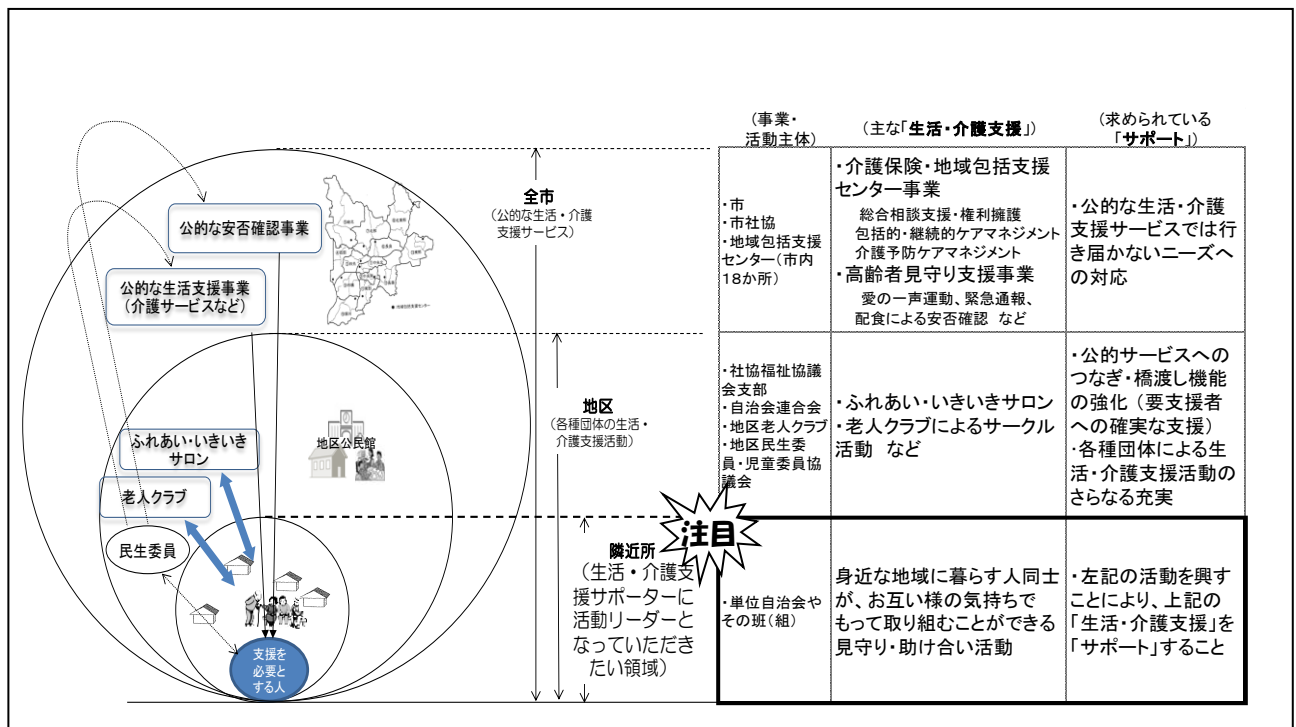 公的な安否確認事業
公的な生活支援事業
(介護サービスなど)
ふれあい・いきいき
サロン
老人クラブ
民生委員
地区公民館
支援を
必要と
する人
全市
(公的な生活・介護
支援サービス)
地区
(各種団体の生活・
介護支援活動)
隣近所
(生活・介護支
援サポーターに
活動リーダーと
なっていただき
たい領域)
注目
(事業・
活動主体)
(主な「生活・介護支援」)
(求められている
「サポート」)
・市
・市社協
・地域包括支援
センター(市内
18か所)
・介護保険・地域包括支援
センター事業
総合相談支援・権利擁護
包括的・継続的ケアマネジメント
介護予防ケアマネジメント
・高齢者見守り支援事業
愛の一声運動、緊急通報、
配食による安否確認 など
・公的な生活・介護
支援サービスでは行
き届かないニーズへ
の対応
・社協福祉協議
会支部
・自治会連合会
・地区老人クラブ
・地区民生委
員・児童委員協
議会
・ふれあい・いきいきサロン
・老人クラブによるサークル
活動 など
・公的サービスへの
つなぎ・橋渡し機能
の強化(要支援者
への確実な支援)
・各種団体による生
活・介護支援活動の
さらなる充実
・単位自治会や
その班(組)
身近な地域に暮らす人同士
が、お互い様の気持ちで
もって取り組むことができる
見守り・助け合い活動
・左記の活動を興す
ことにより、上記の
「生活・介護支援」を
「サポート」すること